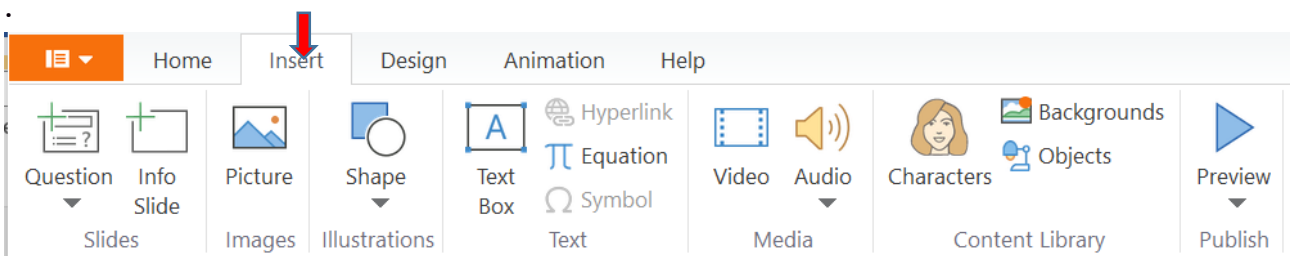 Home Insert Design Animation Help
Hyperlink Backgrounds
A
Equation Objects
Question Info Picture Shape Text Video Audio Characters Preview
Slide Box Symbol
Slides Images Illustrations Text Media Content Library Publish